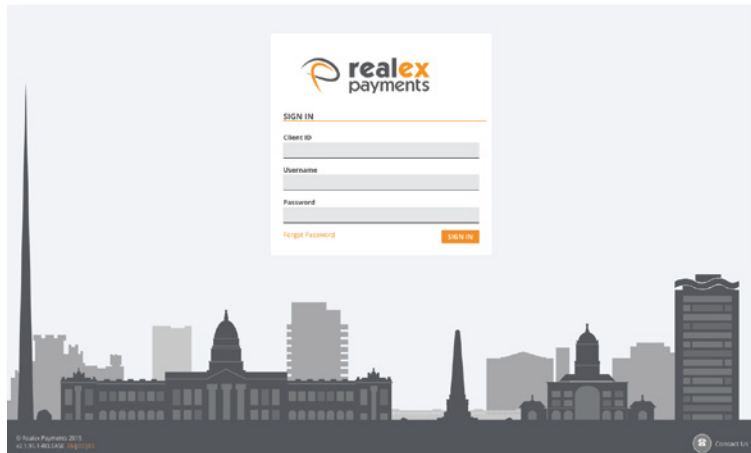 realex
payments
SIGN IN
Client ID
Username
Password
Forgot Password
SIGN IN
© Realex Payments 2015
Contact Us